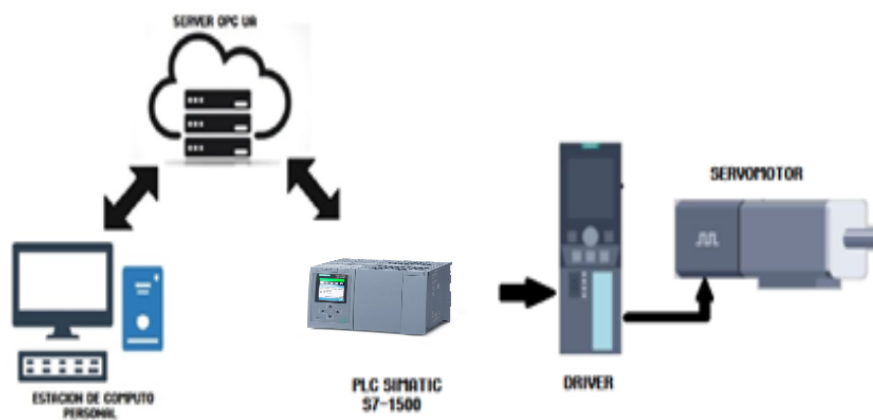 SERVER OPC UA
SERVOMOTOR
ESTACION DE COMPUTO
PERSONAL
PLC SIMATIC
S7-1500
DRIVER